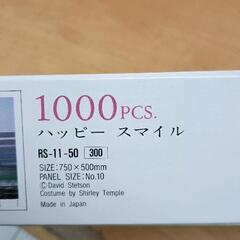 1000PCS.
ハッピー スマイル
RS-11-50 300
SIZE:750×500mm
PANEL SIZE:No.10
©David Stetson
Costume by Shirley Temple
Made in Japan